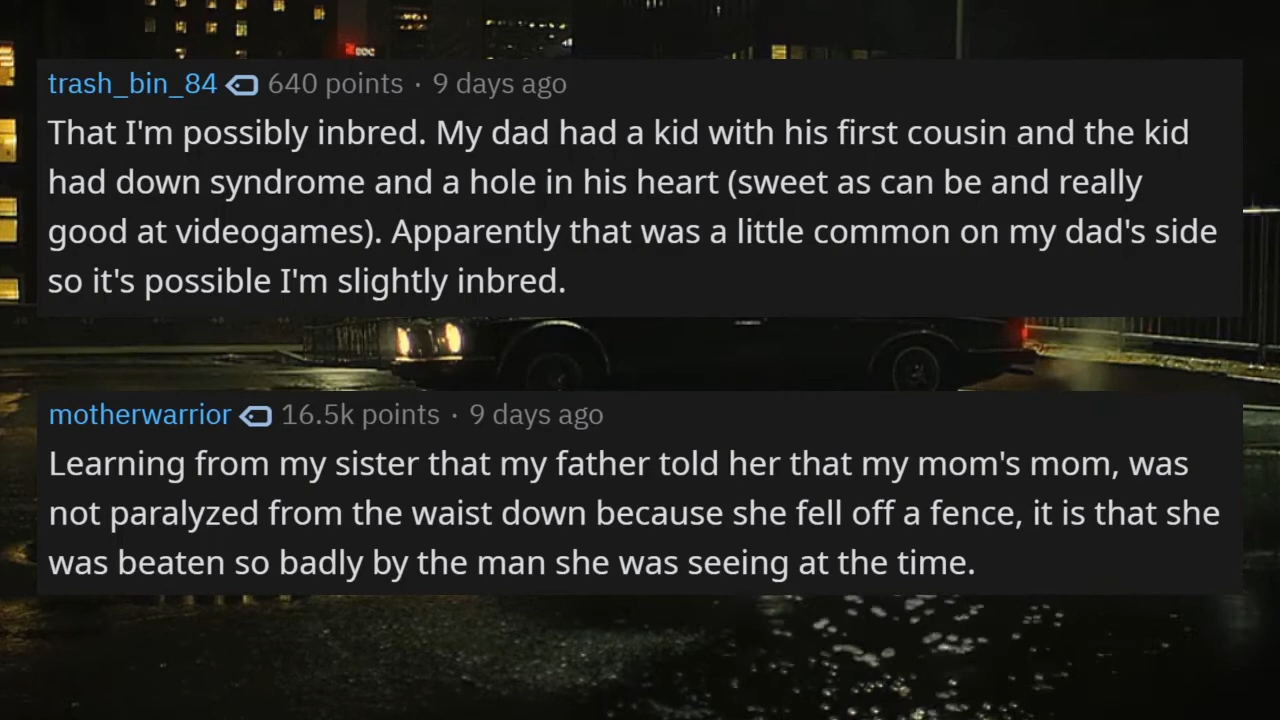 trash_bin_84 640 points · 9 days ago
That I'm possibly inbred. My dad had a kid with his first cousin and the kid
had down syndrome and a hole in his heart (sweet as can be and really
good at videogames). Apparently that was a little common on my dad's side
so it's possible I'm slightly inbred.
motherwarrior 16.5k points · 9 days ago
Learning from my sister that my father told her that my mom's mom, was
not paralyzed from the waist down because she fell off a fence, it is that she
was beaten so badly by the man she was seeing at the time.